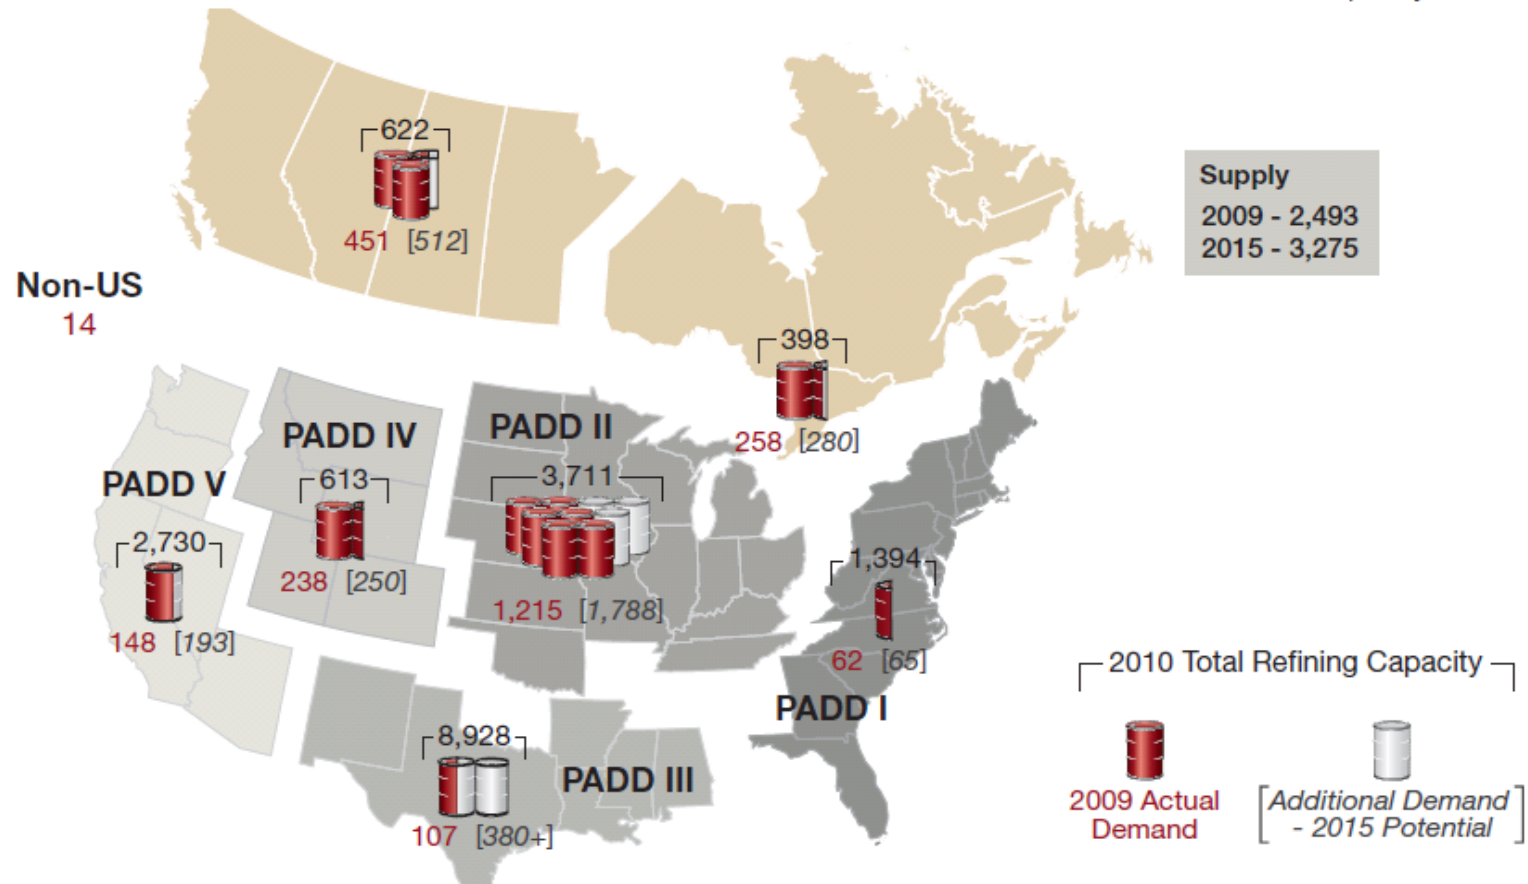 622
451 [512]
Supply
2009 - 2,493
2015 - 3,275
Non-US
14
398
258 [280]
PADD II
PADD IV
3,711
613
PADD V
2,730
1,394
238 [250]
1,215 [1,788]
148 [193]
62 [65]
2010 Total Refining Capacity
PADD I
8,928
PADD III
107 [380+]
2009 Actual
Demand
[Additional Demand
- 2015 Potential]